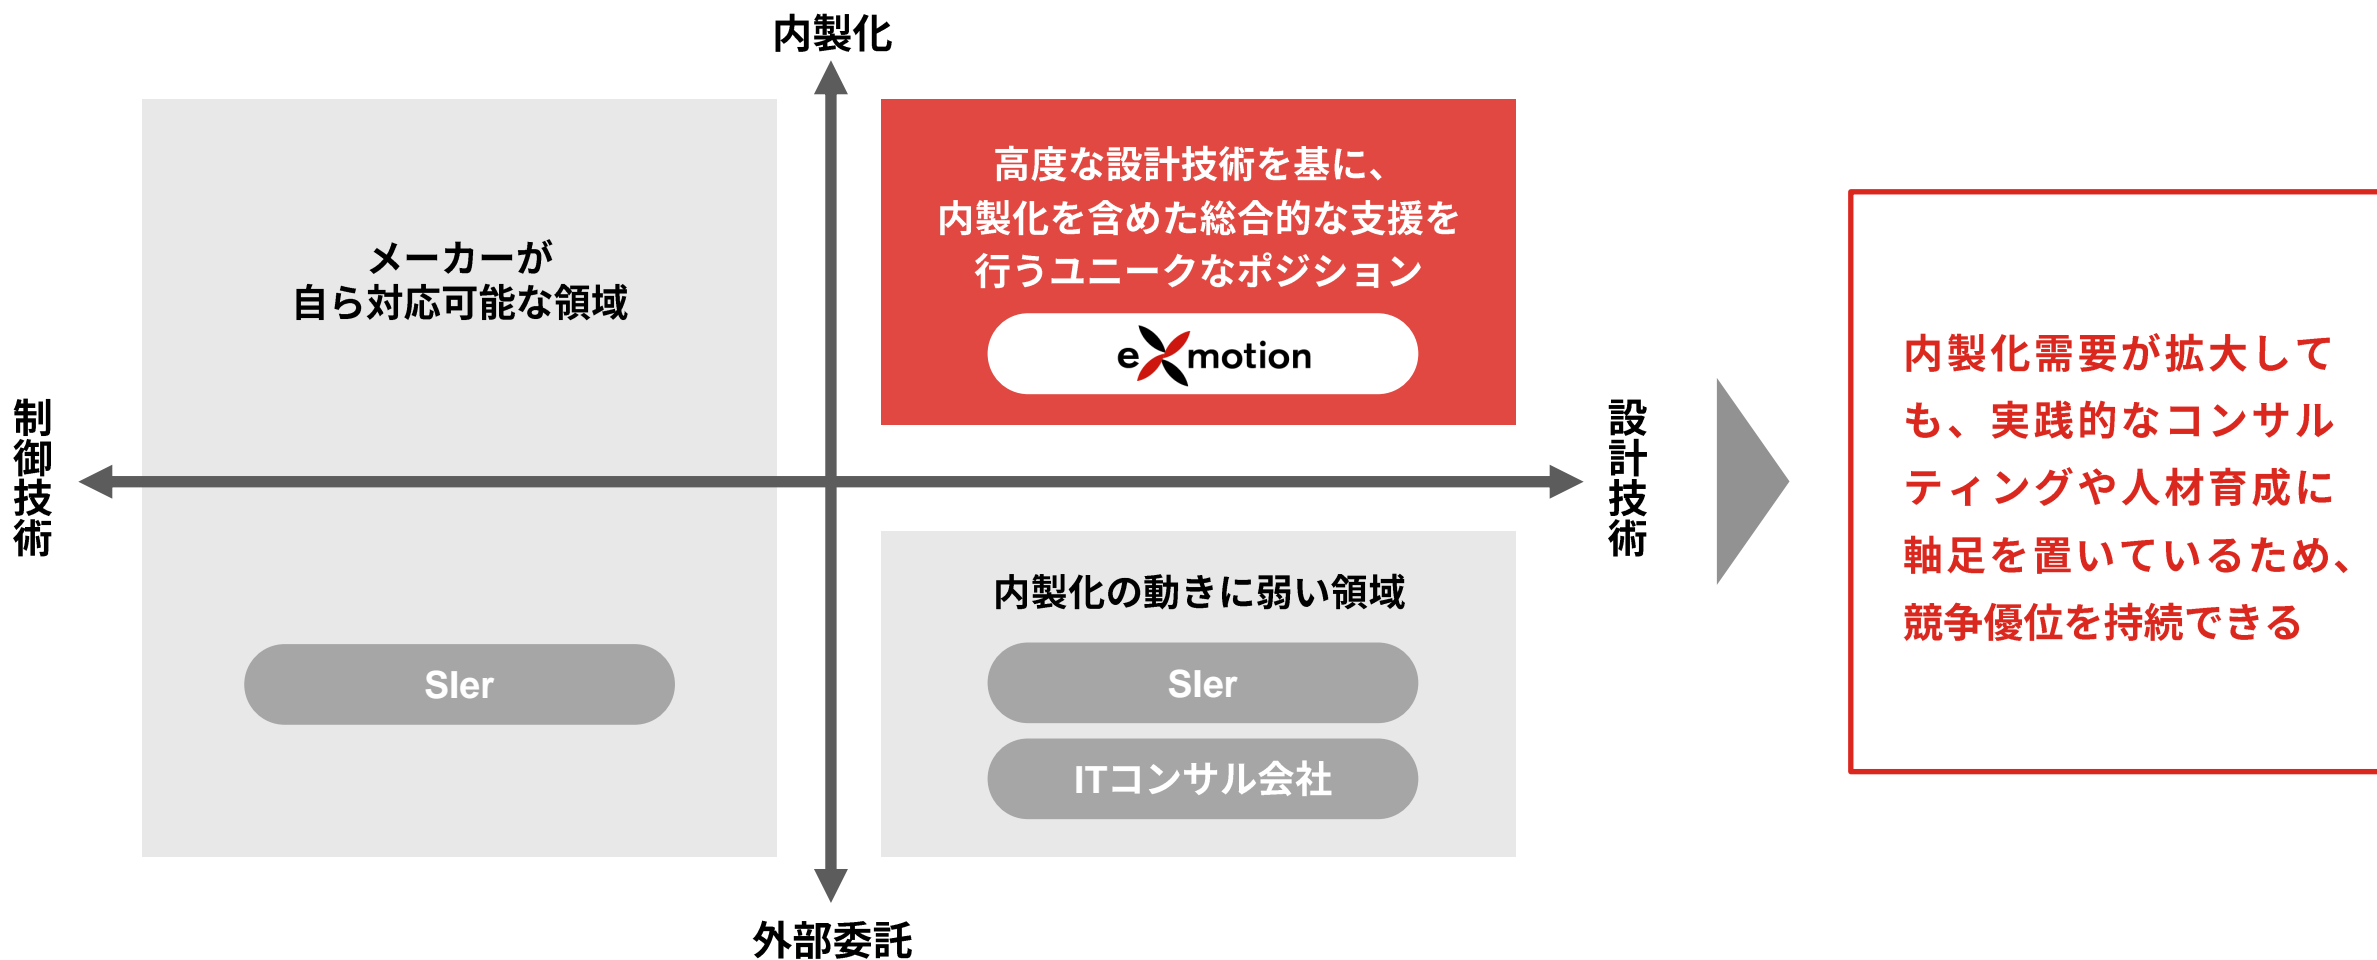 内製化
メーカーが
自ら対応可能な領域
高度な設計技術を基に、
内製化を含めた総合的な支援を
行うユニークなポジション
eXmotion
制御技術
設計技術
SIer
内製化の動きに弱い領域
SIer
ITコンサル会社
外部委託
内製化需要が拡大して
も、実践的なコンサル
ティングや人材育成に
軸足を置いているため、
競争優位を持続できる